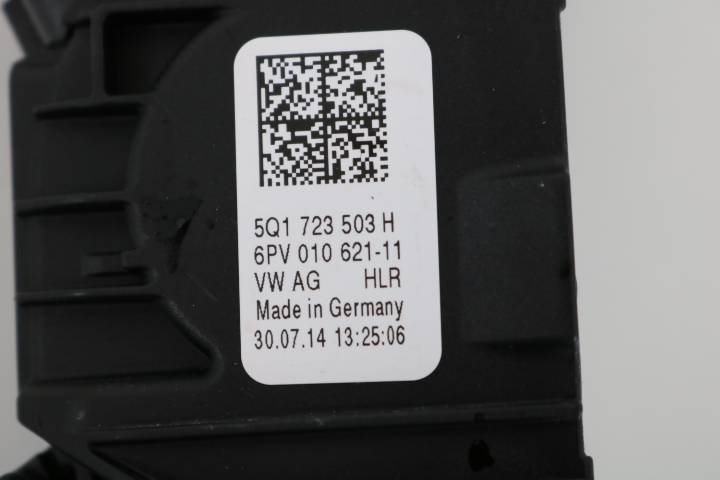 5Q1 723 503 H
6PV 010 621-11
VW AG HLR
Made in Germany
30.07.14 13:25:06